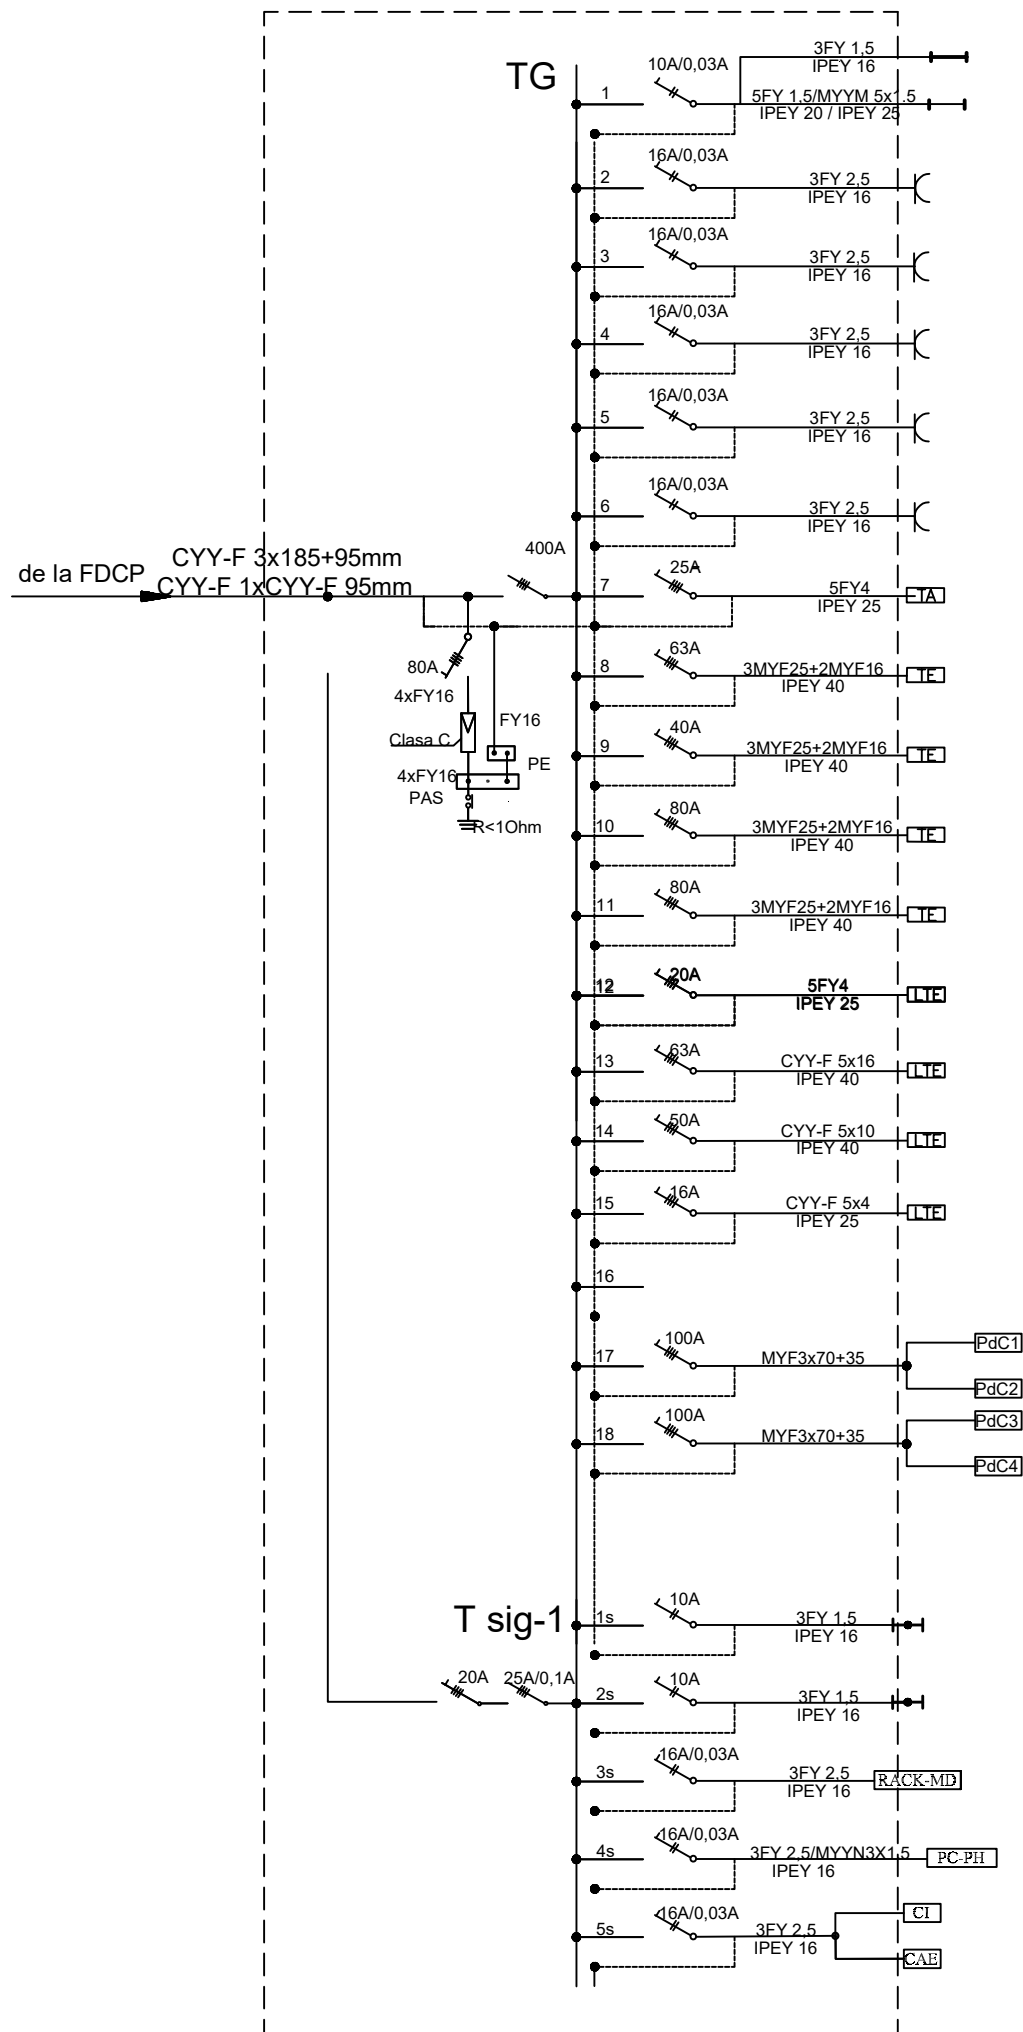 TG
1
10A/0,03A
3FY 1,5
IPEY 16
5FY 1,5/MYYM 5x1.5
IPEY 20 / IPEY 25
2
16A/0,03A
3FY 2,5
IPEY 16
3
16A/0,03A
3FY 2,5
IPEY 16
4
16A/0,03A
3FY 2,5
IPEY 16
5
16A/0,03A
3FY 2,5
IPEY 16
6
16A/0,03A
3FY 2,5
IPEY 16
de la FDCP
CYY-F 3x185+95mm
CYY-F 1xCYY-F 95mm
400A
7
25A
5FY4
IPEY 25
TA
80A
4xFY16
Clasa C
FY16
PE
4xFY16
PAS
R<1Ohm
8
63A
3MYF25+2MYF16
IPEY 40
TE
9
40A
3MYF25+2MYF16
IPEY 40
TE
10
80A
3MYF25+2MYF16
IPEY 40
TE
11
80A
3MYF25+2MYF16
IPEY 40
TE
12
20A
5FY4
IPEY 25
LTE
13
63A
CYY-F 5x16
IPEY 40
LTE
14
50A
CYY-F 5x10
IPEY 40
LTE
15
16A
CYY-F 5x4
IPEY 25
LTE
16
17
100A
MYF3x70+35
PdC1
PdC2
18
100A
MYF3x70+35
PdC3
PdC4
T sig-1
1s
10A
3FY 1,5
IPEY 16
20A
25A/0,1A
2s
10A
3FY 1,5
IPEY 16
3s
16A/0,03A
3FY 2,5
IPEY 16
RACK-MD
4s
16A/0,03A
3FY 2,5/MYYN3X1,5
IPEY 16
PC-PH
5s
16A/0,03A
3FY 2,5
IPEY 16
CI
CAE